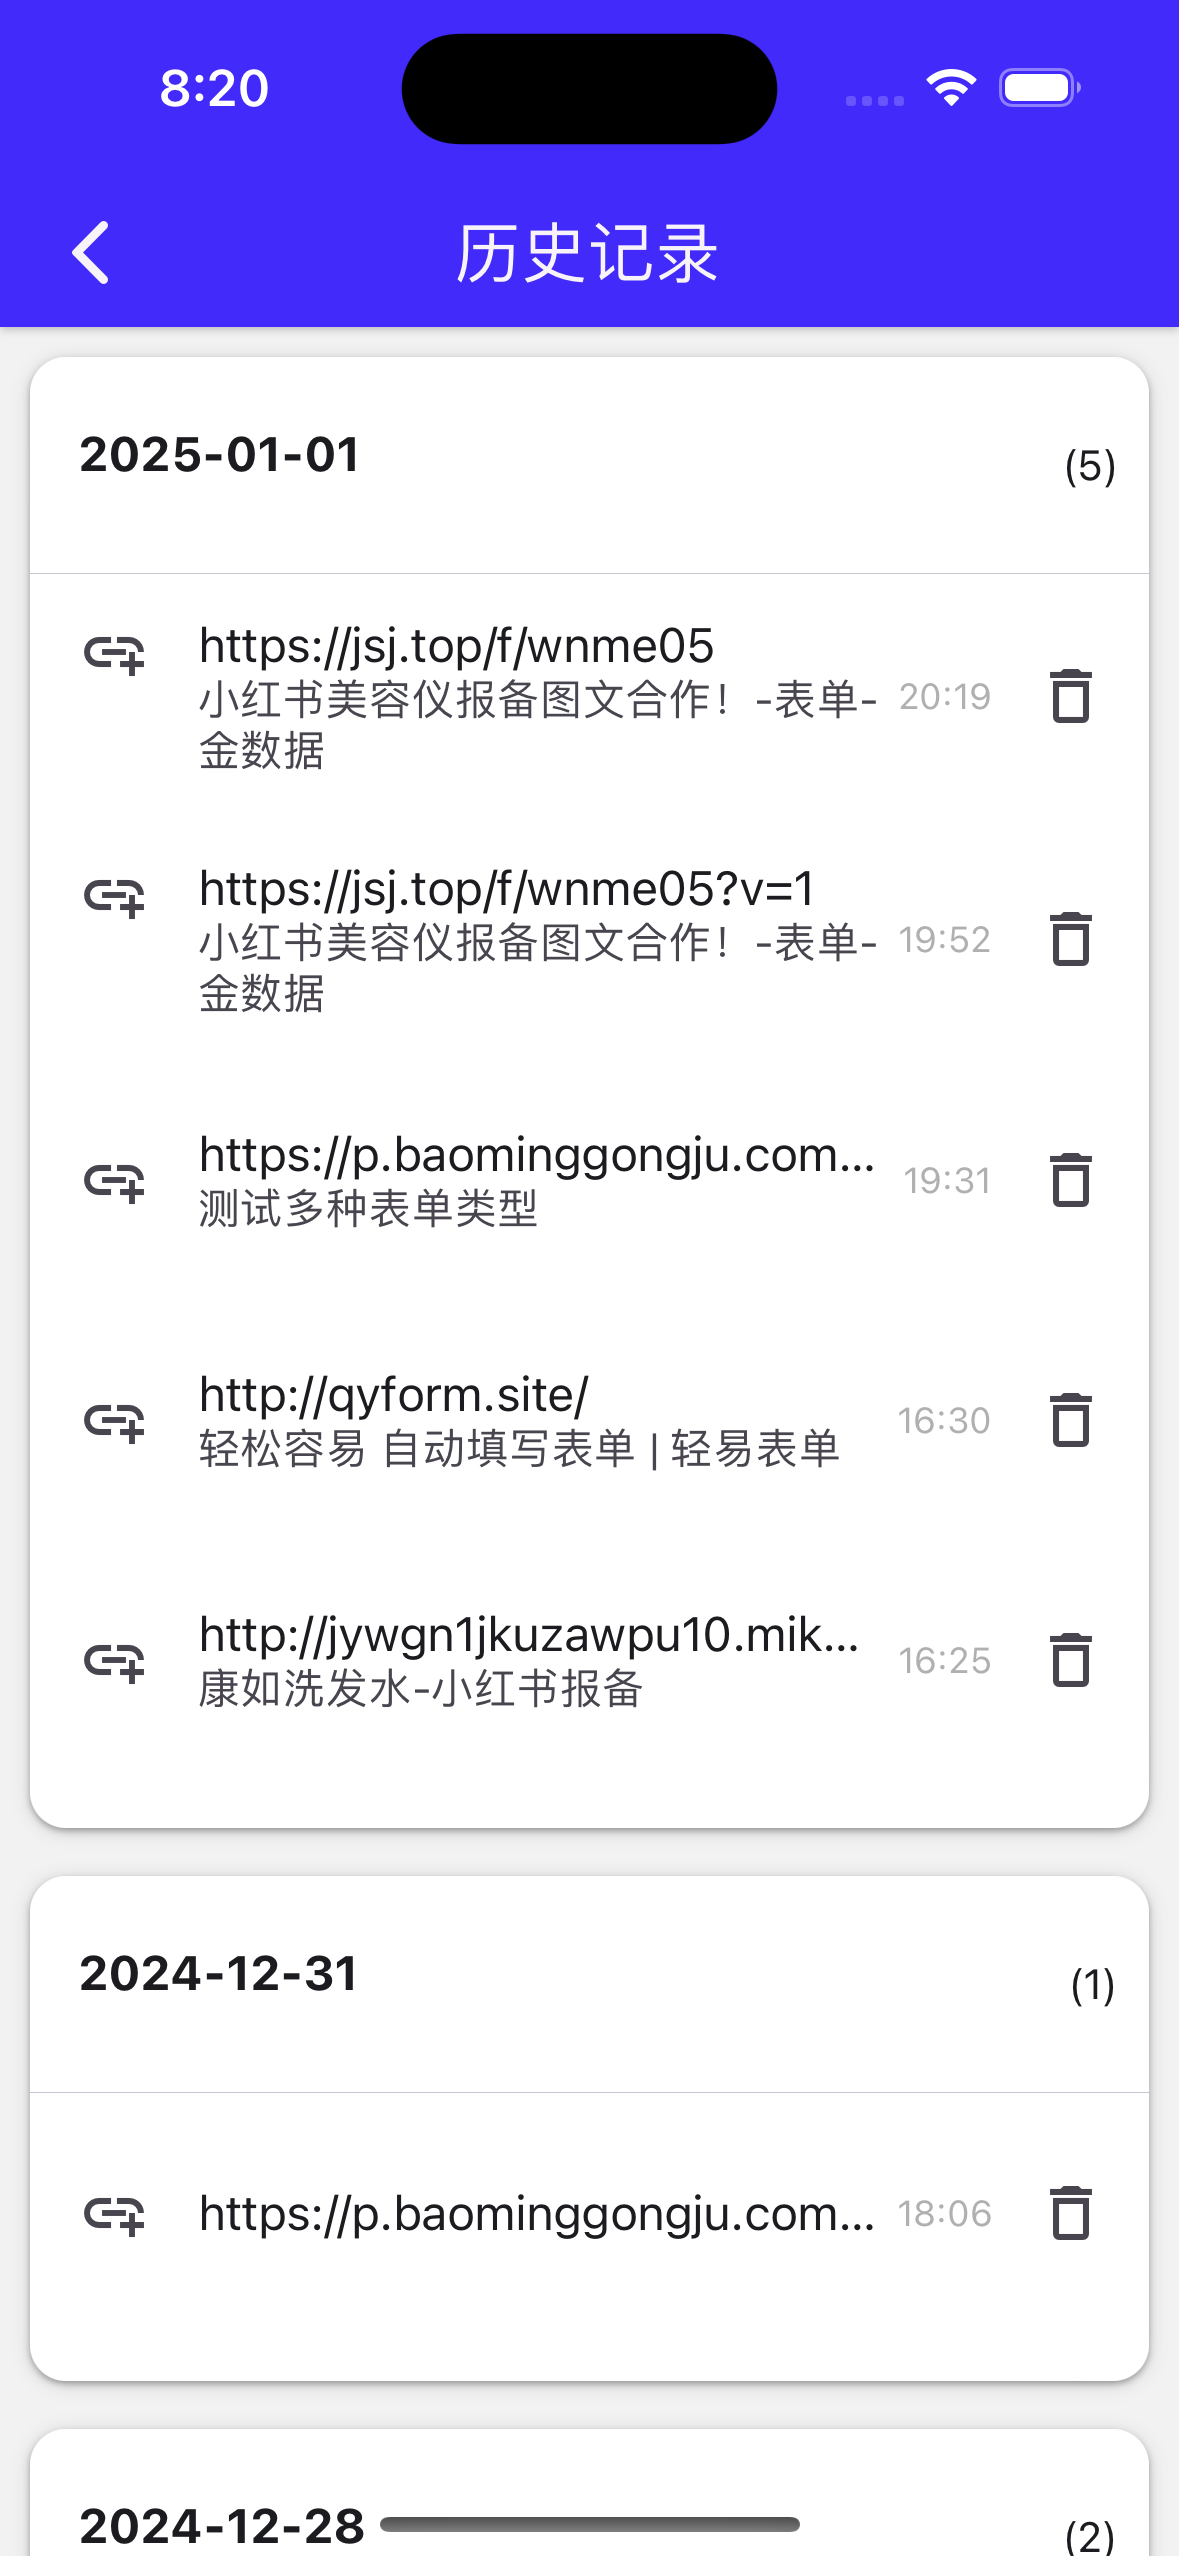 8:20
历史记录
2025-01-01
(5)
https://jsj.top/f/wnme05
小红书美容仪报备图文合作！-表单-
金数据
20:19
https://jsj.top/f/wnme05?v=1
小红书美容仪报备图文合作！-表单-
金数据
19:52
https://p.baominggongju.com...
测试多种表单类型
19:31
http://qyform.site/
轻松容易 自动填写表单 | 轻易表单
16:30
http://jywgn1jkuzawpu10.mik...
康如洗发水-小红书报备
16:25
2024-12-31
(1)
https://p.baominggongju.com...
18:06
2024-12-28
(2)